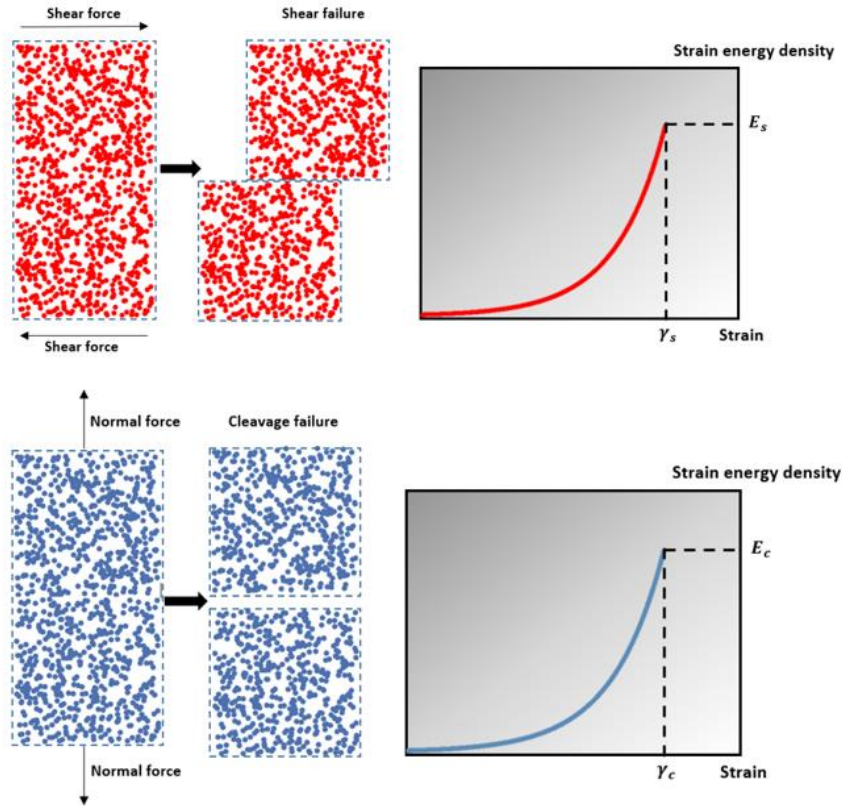 Shear force
Shear failure
Strain energy density
E_s
Shear force
γ_s
Strain
Normal force
Cleavage failure
Strain energy density
E_c
Normal force
γ_c
Strain